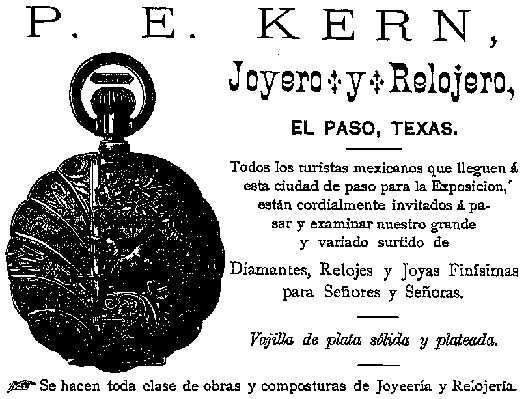 P. E. KERN,
Joyero y Relojero,
EL PASO, TEXAS.
Todos los turistas mexicanos que lleguen á
esta ciudad de paso para la Exposicion,
están cordialmente invitados á pa-
sar y examinar nuestro grande
y variado surtido de
Diamantes, Relojes y Joyas Finísimas
para Señores y Señoras.
Vajilla de plata sólida y plateada.
Se hacen toda clase de obras y composturas de Joyeería y Relojería.